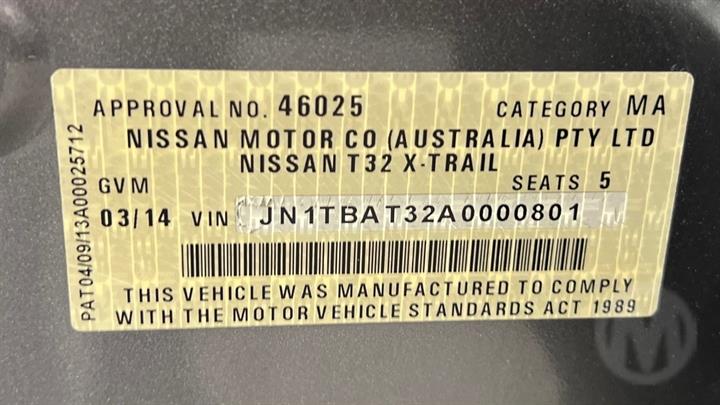 APPROVAL NO. 46025 CATEGORY MA
NISSAN MOTOR CO (AUSTRALIA) PTY LTD
NISSAN T32 X-TRAIL
GVM SEATS 5
03/14 VIN JN1TBAT32A0000801
THIS VEHICLE WAS MANUFACTURED TO COMPLY
WITH THE MOTOR VEHICLE STANDARDS ACT 1989
PAT04/09/13A00025712
M
M